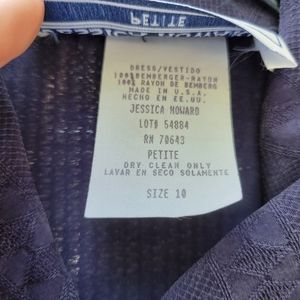 PETITE
DRESS/VESTIDO
100% BEMBERGER-RAYON
100% RAYON DE BEMBERG
MADE IN U.S.A.
HECHO EN EE.UU.
JESSICA HOWARD
LOT# 54884
RN 70643
PETITE
DRY CLEAN ONLY
LAVAR EN SECO SOLAMENTE
SIZE 10